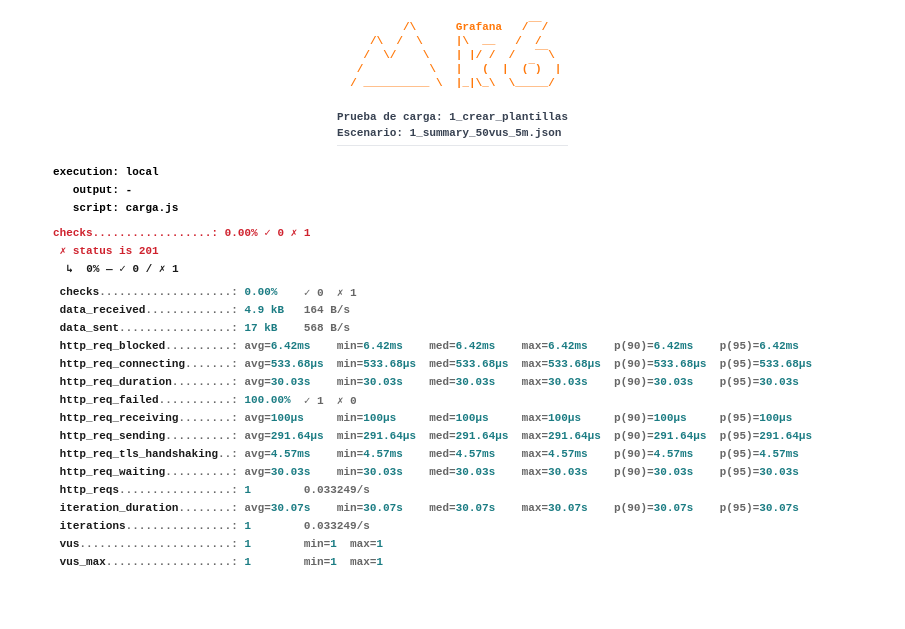 Grafana
Prueba de carga: 1_crear_plantillas
Escenario: 1_summary_50vus_5m.json
execution: local
output: -
script: carga.js
checks..................: 0.00% ✓ 0 ✗ 1
✗ status is 201
↳ 0% — ✓ 0 / ✗ 1
checks....................: 0.00% ✓ 0 ✗ 1
data_received.............: 4.9 kB 164 B/s
data_sent.................: 17 kB 568 B/s
http_req_blocked..........: avg=6.42ms min=6.42ms med=6.42ms max=6.42ms p(90)=6.42ms p(95)=6.42ms
http_req_connecting.......: avg=533.68µs min=533.68µs med=533.68µs max=533.68µs p(90)=533.68µs p(95)=533.68µs
http_req_duration.........: avg=30.03s min=30.03s med=30.03s max=30.03s p(90)=30.03s p(95)=30.03s
http_req_failed...........: 100.00% ✓ 1 ✗ 0
http_req_receiving........: avg=100µs min=100µs med=100µs max=100µs p(90)=100µs p(95)=100µs
http_req_sending..........: avg=291.64µs min=291.64µs med=291.64µs max=291.64µs p(90)=291.64µs p(95)=291.64µs
http_req_tls_handshaking..: avg=4.57ms min=4.57ms med=4.57ms max=4.57ms p(90)=4.57ms p(95)=4.57ms
http_req_waiting..........: avg=30.03s min=30.03s med=30.03s max=30.03s p(90)=30.03s p(95)=30.03s
http_reqs.................: 1 0.033249/s
iteration_duration........: avg=30.07s min=30.07s med=30.07s max=30.07s p(90)=30.07s p(95)=30.07s
iterations................: 1 0.033249/s
vus.......................: 1 min=1 max=1
vus_max...................: 1 min=1 max=1